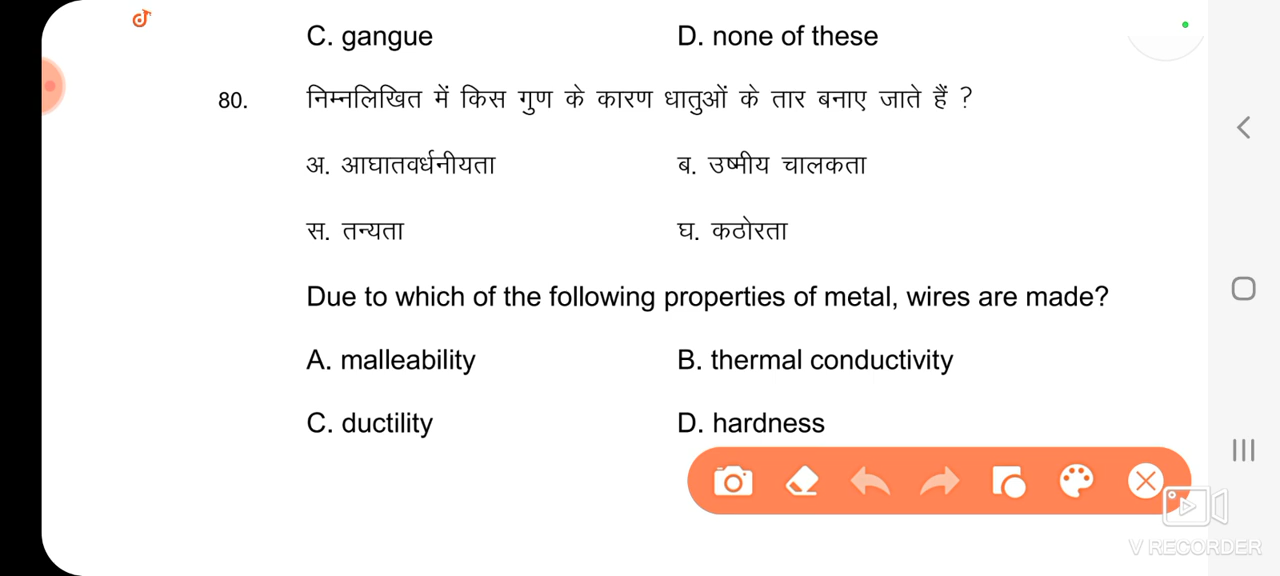 C. gangue D. none of these
80. निम्नलिखित में किस गुण के कारण धातुओं के तार बनाए जाते हैं ?
अ. आघातवर्धनीयता ब. उष्मीय चालकता
स. तन्यता घ. कठोरता
Due to which of the following properties of metal, wires are made?
A. malleability B. thermal conductivity
C. ductility D. hardness
V RECORDER